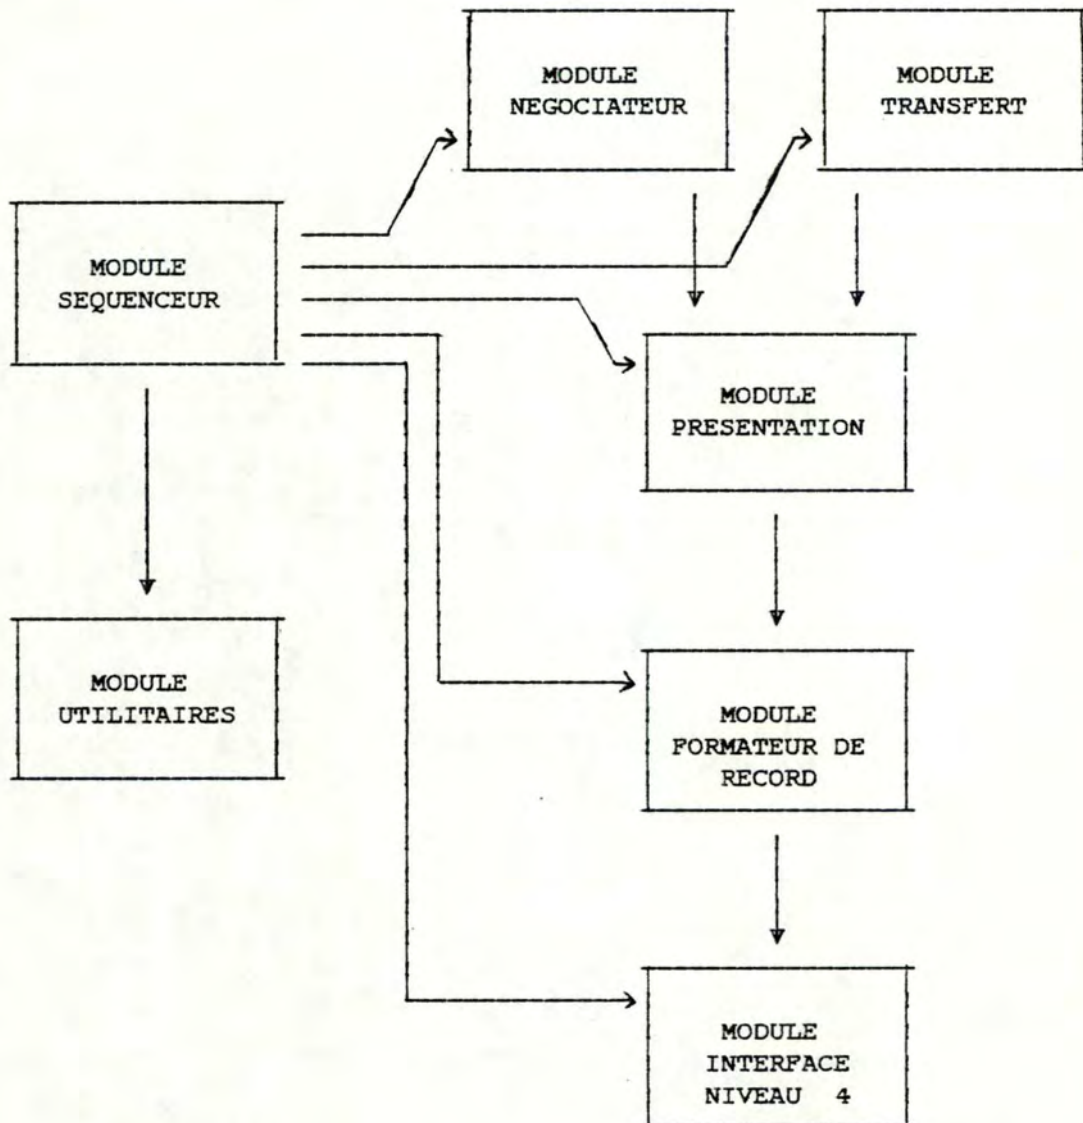 MODULE
NEGOCIATEUR
MODULE
TRANSFERT
MODULE
SEQUENCEUR
MODULE
PRESENTATION
MODULE
UTILITAIRES
MODULE
FORMATEUR DE
RECORD
MODULE
INTERFACE
NIVEAU 4